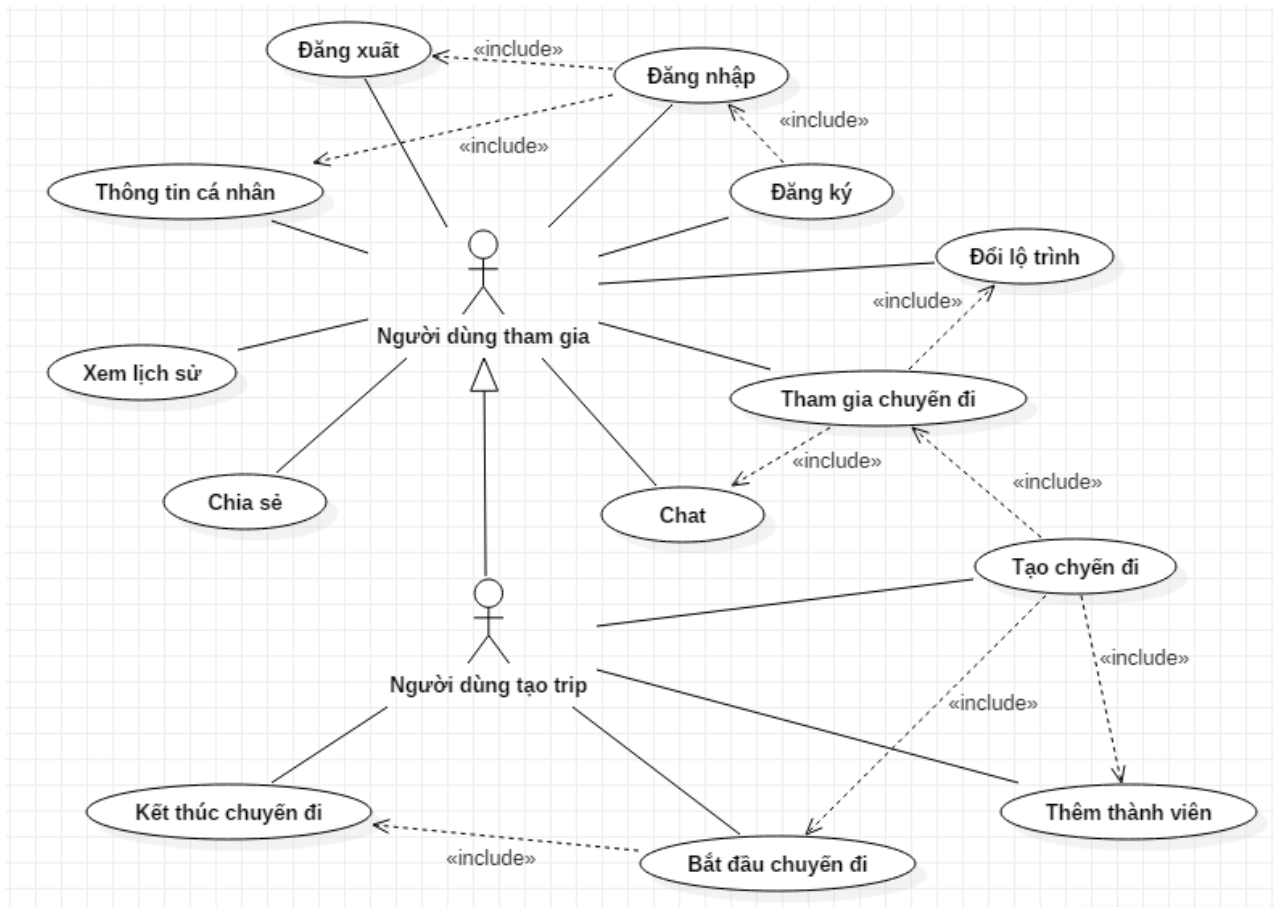 Đăng xuất
«include»
Đăng nhập
«include»
«include»
Thông tin cá nhân
Đăng ký
Đổi lộ trình
«include»
Người dùng tham gia
Xem lịch sử
Tham gia chuyến đi
«include»
«include»
Chia sẻ
Chat
Tạo chyến đi
«include»
Người dùng tạo trip
«include»
Kết thúc chuyến đi
Thêm thành viên
«include»
Bắt đầu chuyến đi